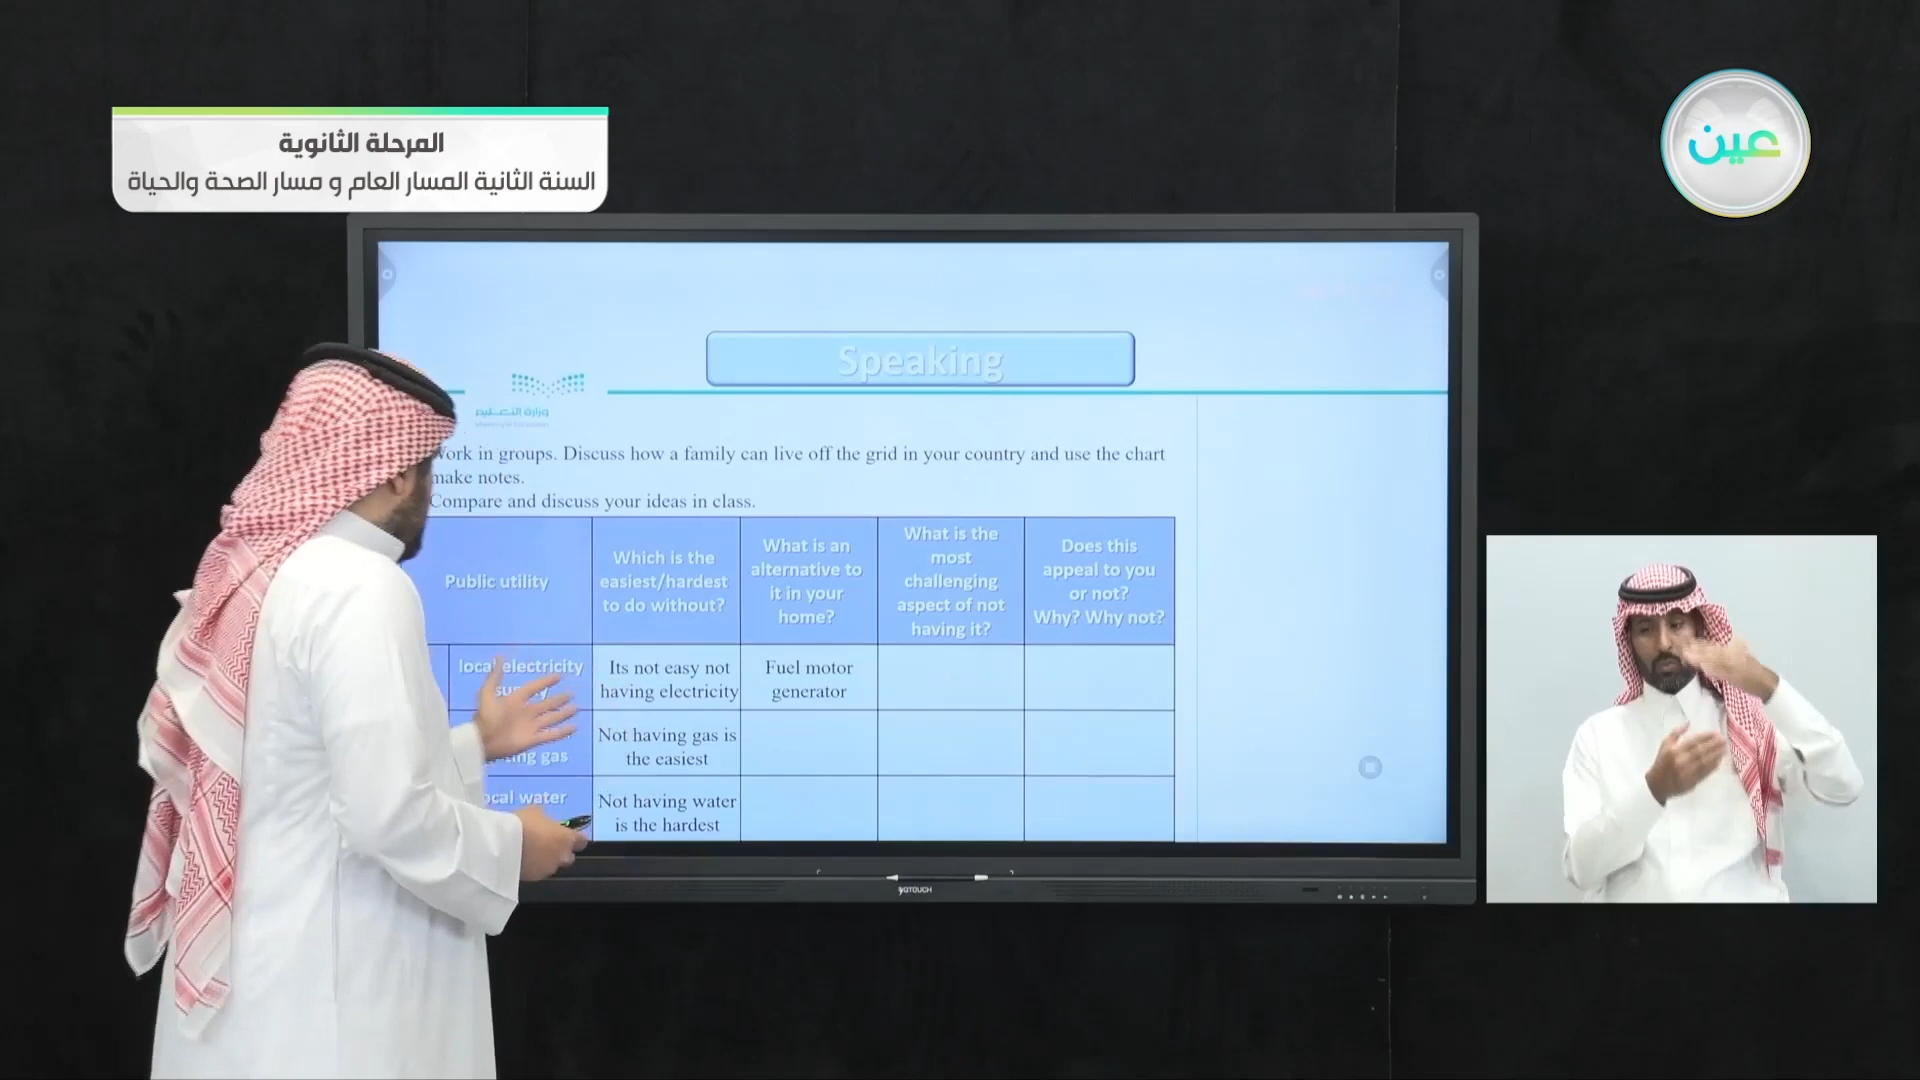 المرحلة الثانوية
السنة الثانية المسار العام و مسار الصحة والحياة
عين
Speaking
وزارة التعليم
Work in groups. Discuss how a family can live off the grid in your country and use the chart
make notes.
Compare and discuss your ideas in class.
Public utility
Which is the
easiest/hardest
to do without?
What is an
alternative to
it in your
home?
What is the
most
challenging
aspect of not
having it?
Does this
appeal to you
or not?
Why? Why not?
local electricity
Its not easy not
having electricity
Fuel motor
generator
gas
Not having gas is
the easiest
local water
Not having water
is the hardest